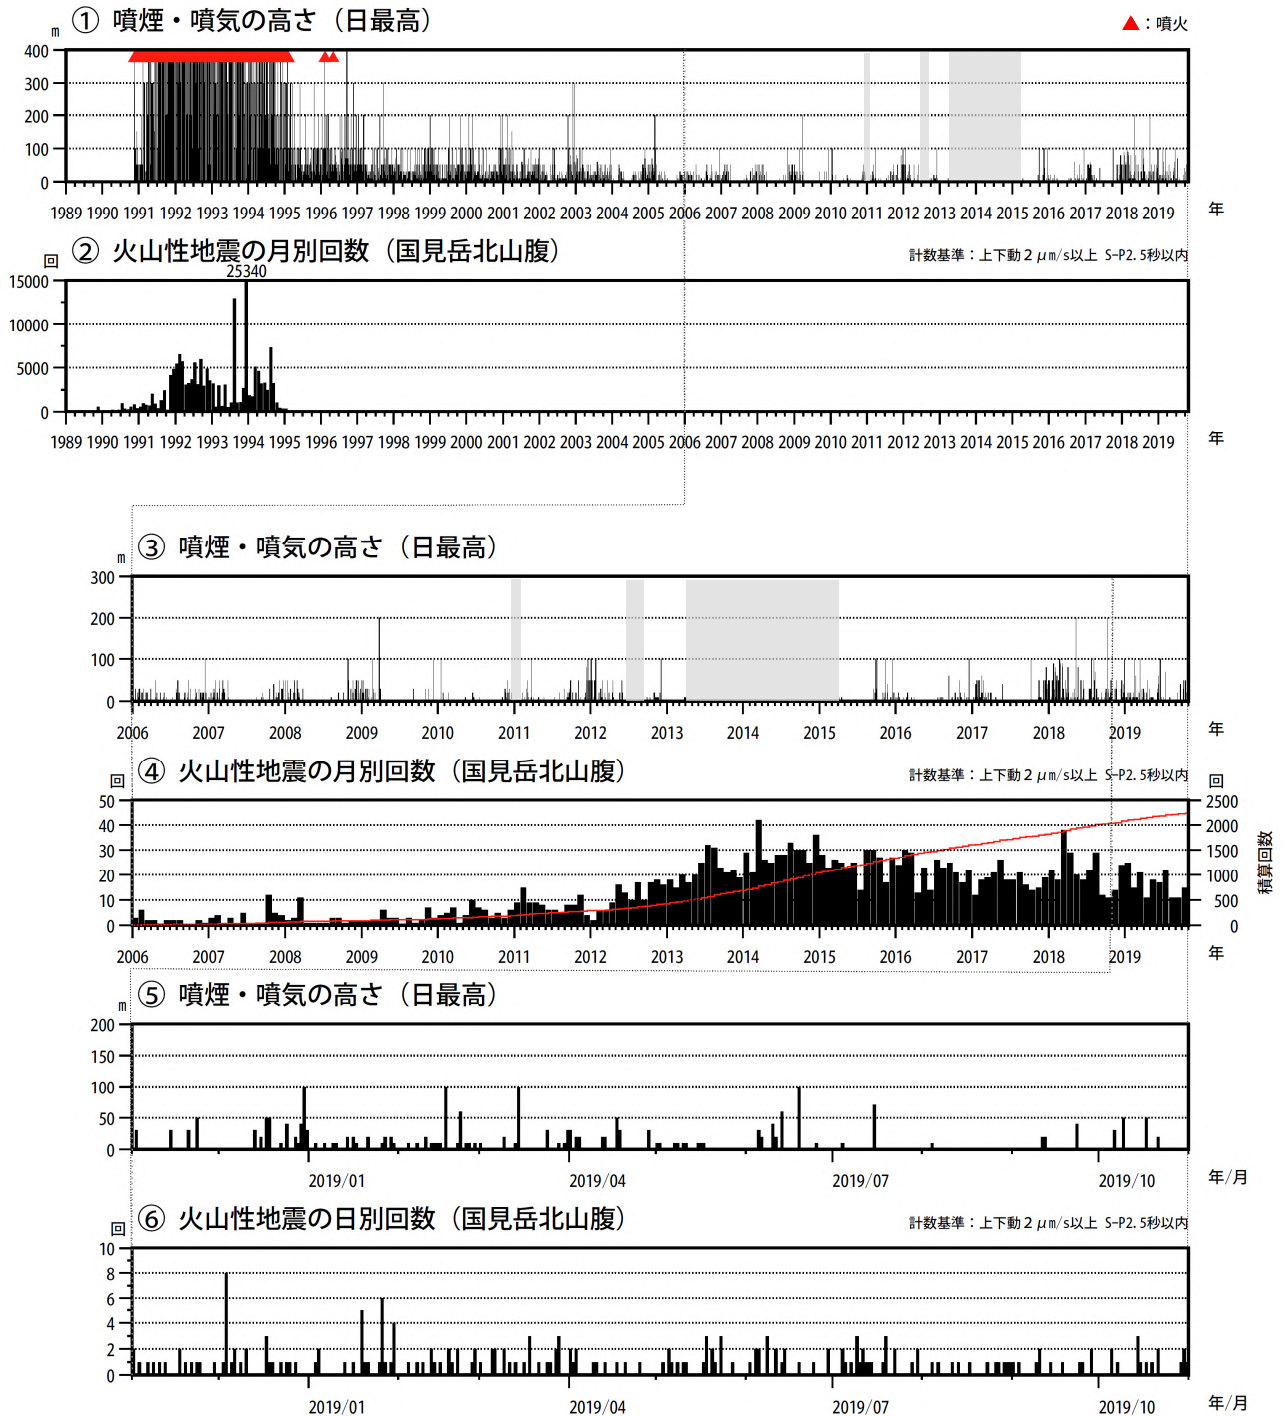 ① 噴煙・噴気の高さ（日最高）
▲：噴火
m
400
300
200
100
0
1989 1990 1991 1992 1993 1994 1995 1996 1997 1998 1999 2000 2001 2002 2003 2004 2005 2006 2007 2008 2009 2010 2011 2012 2013 2014 2015 2016 2017 2018 2019 年
② 火山性地震の月別回数（国見岳北山腹）
計数基準：上下動２μm/s以上 S-P2.5秒以内
回
25340
15000
10000
5000
0
1989 1990 1991 1992 1993 1994 1995 1996 1997 1998 1999 2000 2001 2002 2003 2004 2005 2006 2007 2008 2009 2010 2011 2012 2013 2014 2015 2016 2017 2018 2019 年
③ 噴煙・噴気の高さ（日最高）
m
300
200
100
0
2006 2007 2008 2009 2010 2011 2012 2013 2014 2015 2016 2017 2018 2019 年
④ 火山性地震の月別回数（国見岳北山腹）
計数基準：上下動２μm/s以上 S-P2.5秒以内
回 回
50 2500
40 2000
30 1500
20 1000
10 500
0 0
積算回数
2006 2007 2008 2009 2010 2011 2012 2013 2014 2015 2016 2017 2018 2019 年
⑤ 噴煙・噴気の高さ（日最高）
m
200
150
100
50
0
2019/01 2019/04 2019/07 2019/10 年/月
⑥ 火山性地震の日別回数（国見岳北山腹）
計数基準：上下動２μm/s以上 S-P2.5秒以内
回
10
8
6
4
2
0
2019/01 2019/04 2019/07 2019/10 年/月